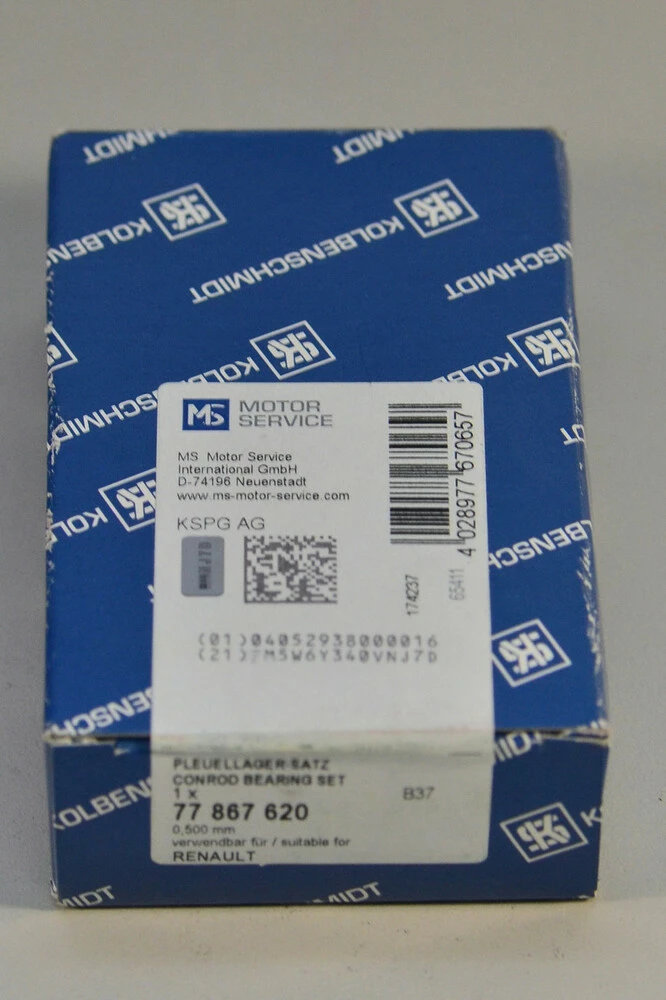 KOLBENSCHMIDT
KOLBENSCHMIDT
KOLBENSCHMIDT
MS MOTOR
SERVICE
MS Motor Service
International GmbH
D-74196 Neuenstadt
www.ms-motor-service.com
KSPG AG
4 028977 670657
174237
65411
(01)04052938000016
PLEUELLAGER-SATZ
CONROD BEARING SET
1 x
B37
77 867 620
0,500 mm
verwendbar für / suitable for
RENAULT